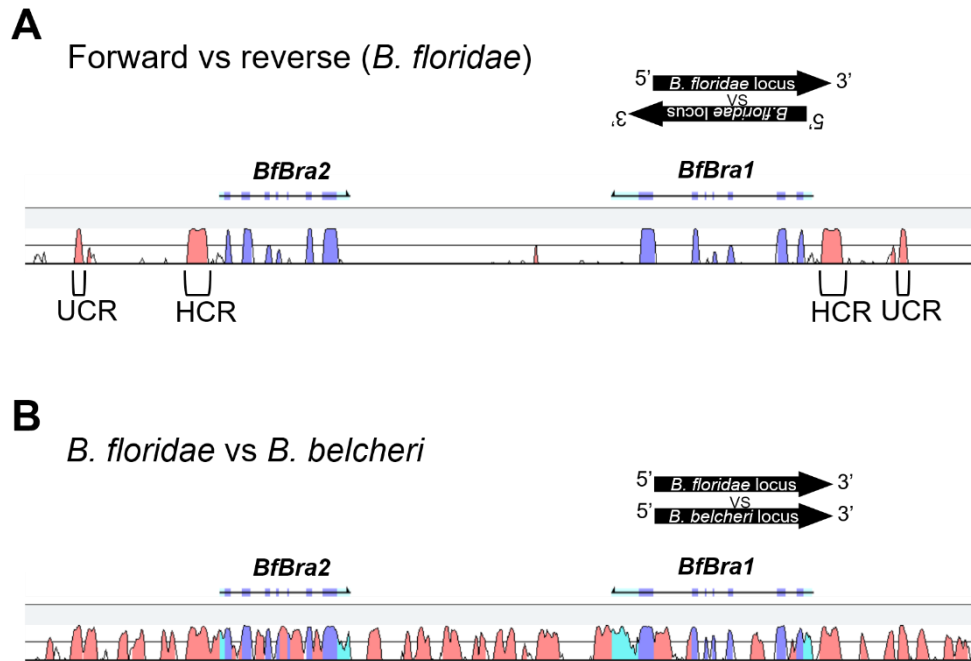 A
Forward vs reverse (B. floridae)
5’ B. floridae locus 3’
VS
3’ B.floridae locus 5’
BfBra2 BfBra1
UCR HCR HCR UCR
B
B. floridae vs B. belcheri
5’ B. floridae locus 3’
VS
5’ B. belcheri locus 3’
BfBra2 BfBra1